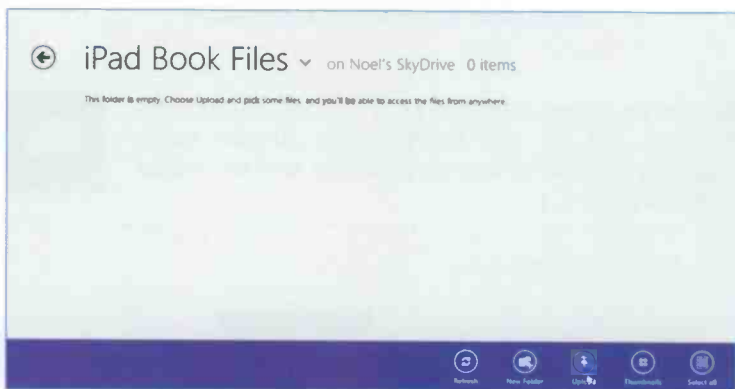 iPad Book Files on Noel's SkyDrive 0 items
This folder is empty. Choose Upload and pick some files, and you'll be able to access the files from anywhere.
Refresh New Folder Upload Thumbnails Select all